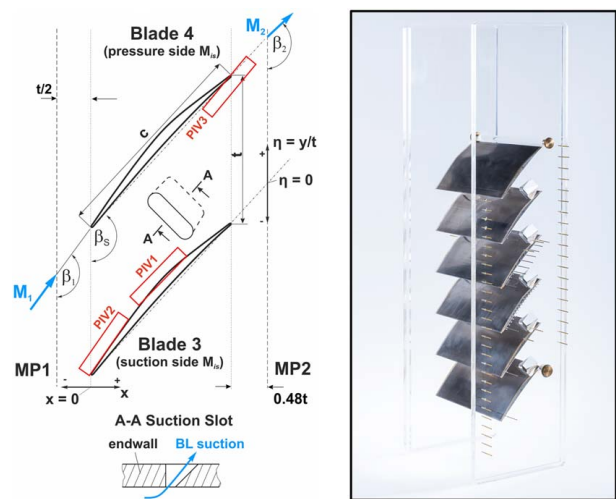 M2
Blade 4
(pressure side Mis)
β2
t/2
c
PIV3
t
+
η = y/t
η = 0
-
A
A
βS
β1
M1
PIV1
PIV2
Blade 3
(suction side Mis)
MP1
MP2
- +
x = 0 x
0.48t
A-A Suction Slot
endwall
BL suction